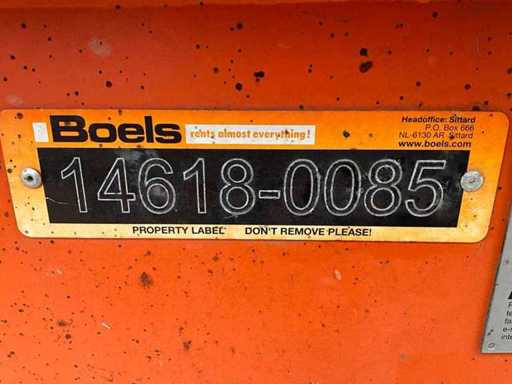 Boels rents almost everything!
Headoffice: Sittard
P.O. Box 666
NL-6130 AR Sittard
www.boels.com
14618-0085
PROPERTY LABEL DON'T REMOVE PLEASE!